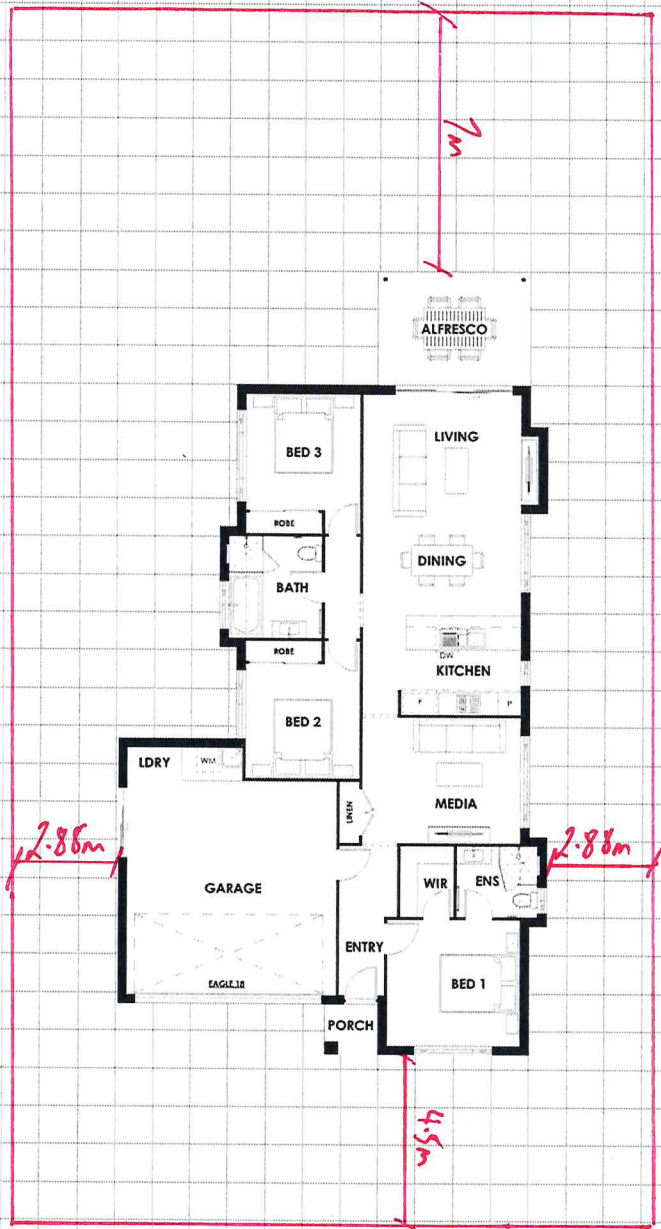 7m
ALFRESCO
LIVING
BED 3
ROBE
DINING
BATH
ROBE
DW
KITCHEN
F
P
BED 2
LDRY
WM
MEDIA
LINEN
2.88m
2.88m
GARAGE
WIR
ENS
ENTRY
BED 1
EAGLE 18
PORCH
4.5m